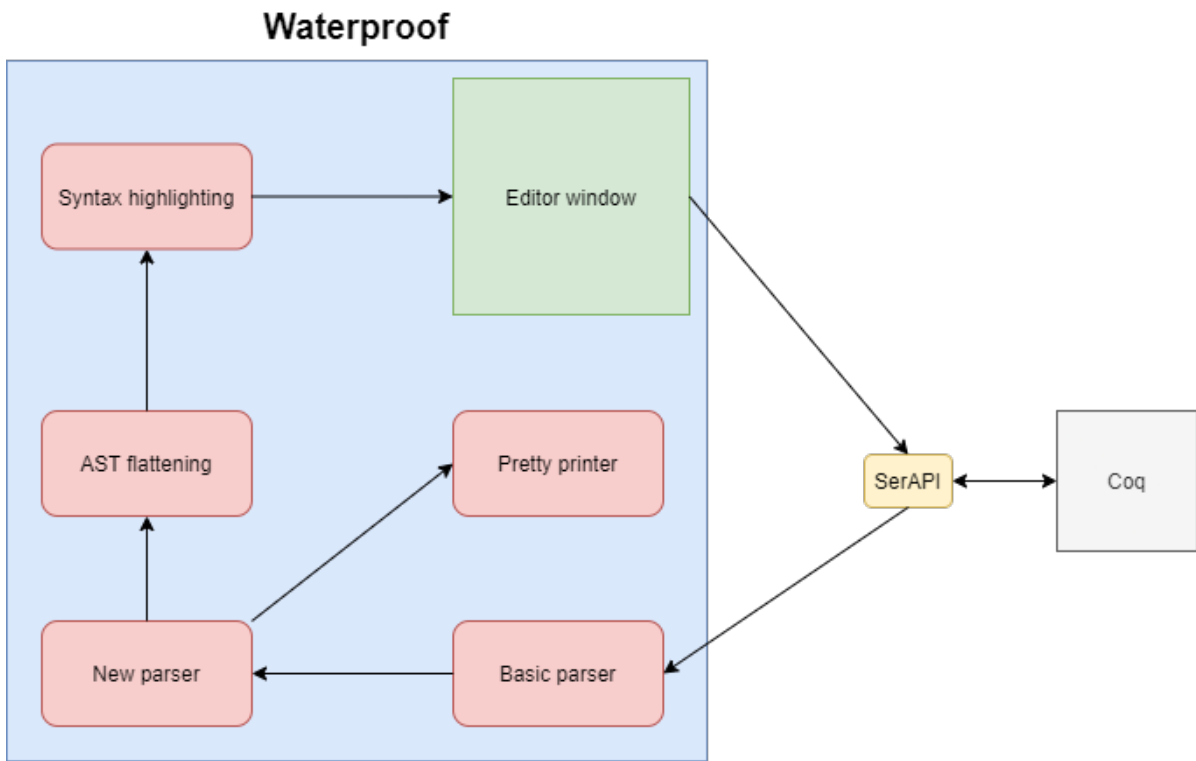 Waterproof
Syntax highlighting
Editor window
AST flattening
Pretty printer
SerAPI
Coq
New parser
Basic parser